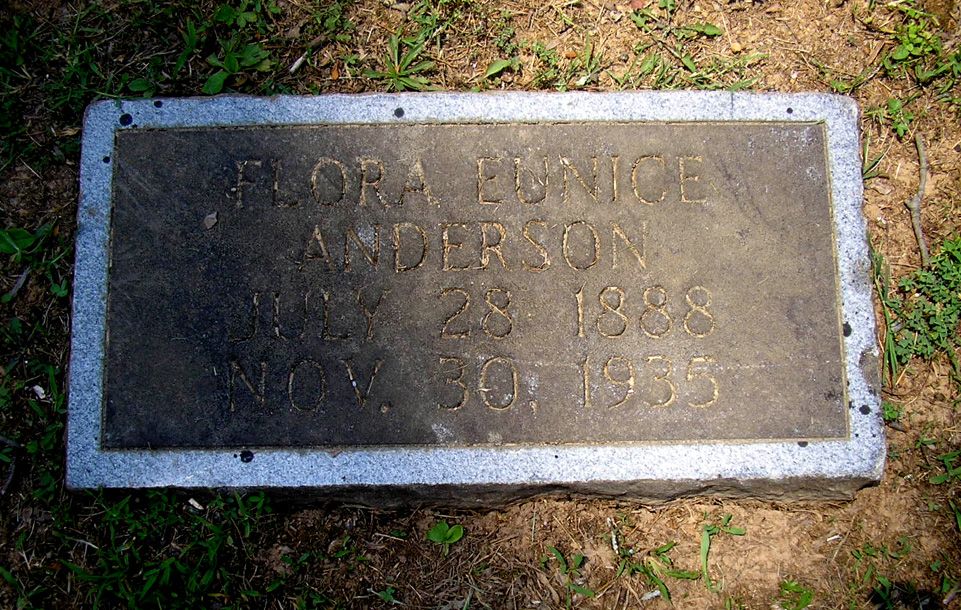 FLORA EUNICE
ANDERSON
JULY 28 1888
NOV. 30, 1935